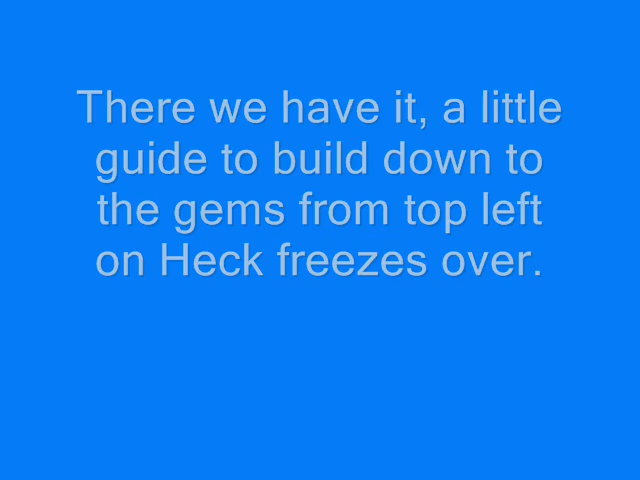 There we have it, a little
guide to build down to
the gems from top left
on Heck freezes over.